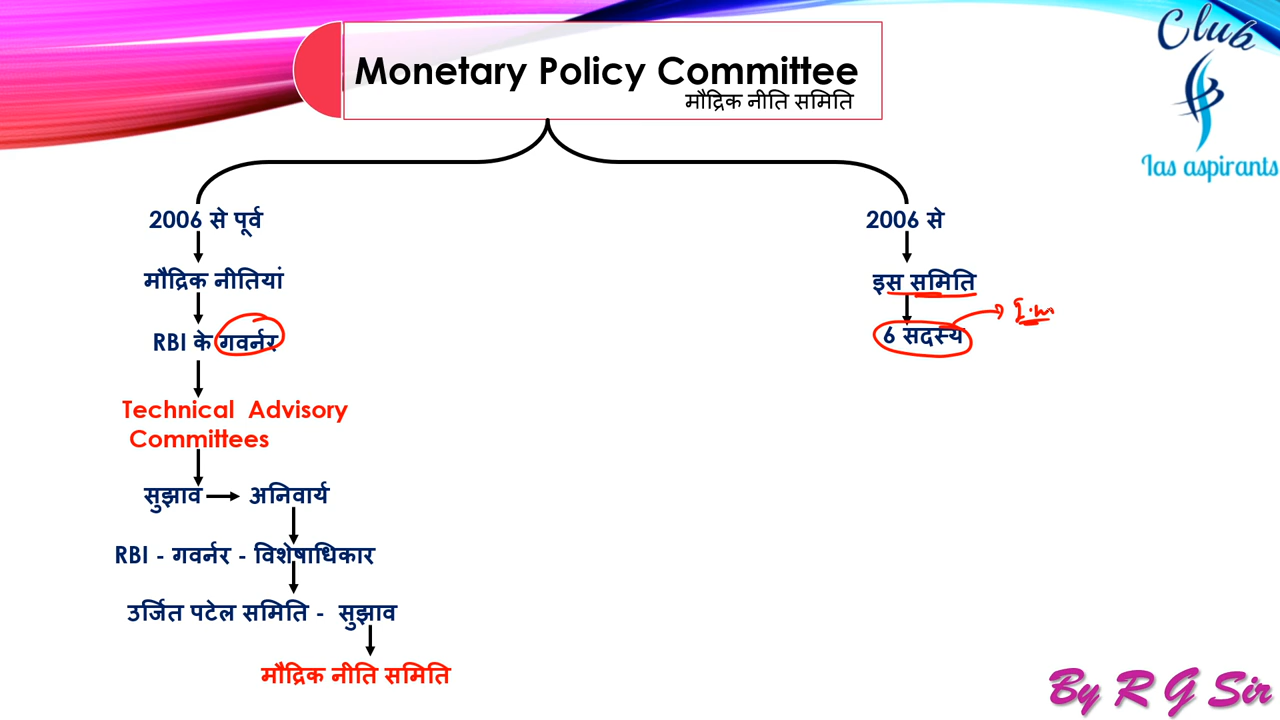 Monetary Policy Committee
मौद्रिक नीति समिति
Club
Ias aspirants
2006 से पूर्व
मौद्रिक नीतियां
RBI के गवर्नर
Technical Advisory
Committees
सुझाव
अनिवार्य
RBI - गवर्नर - विशेषाधिकार
उर्जित पटेल समिति - सुझाव
मौद्रिक नीति समिति
2006 से
इस समिति
6 सदस्य
By R G Sir